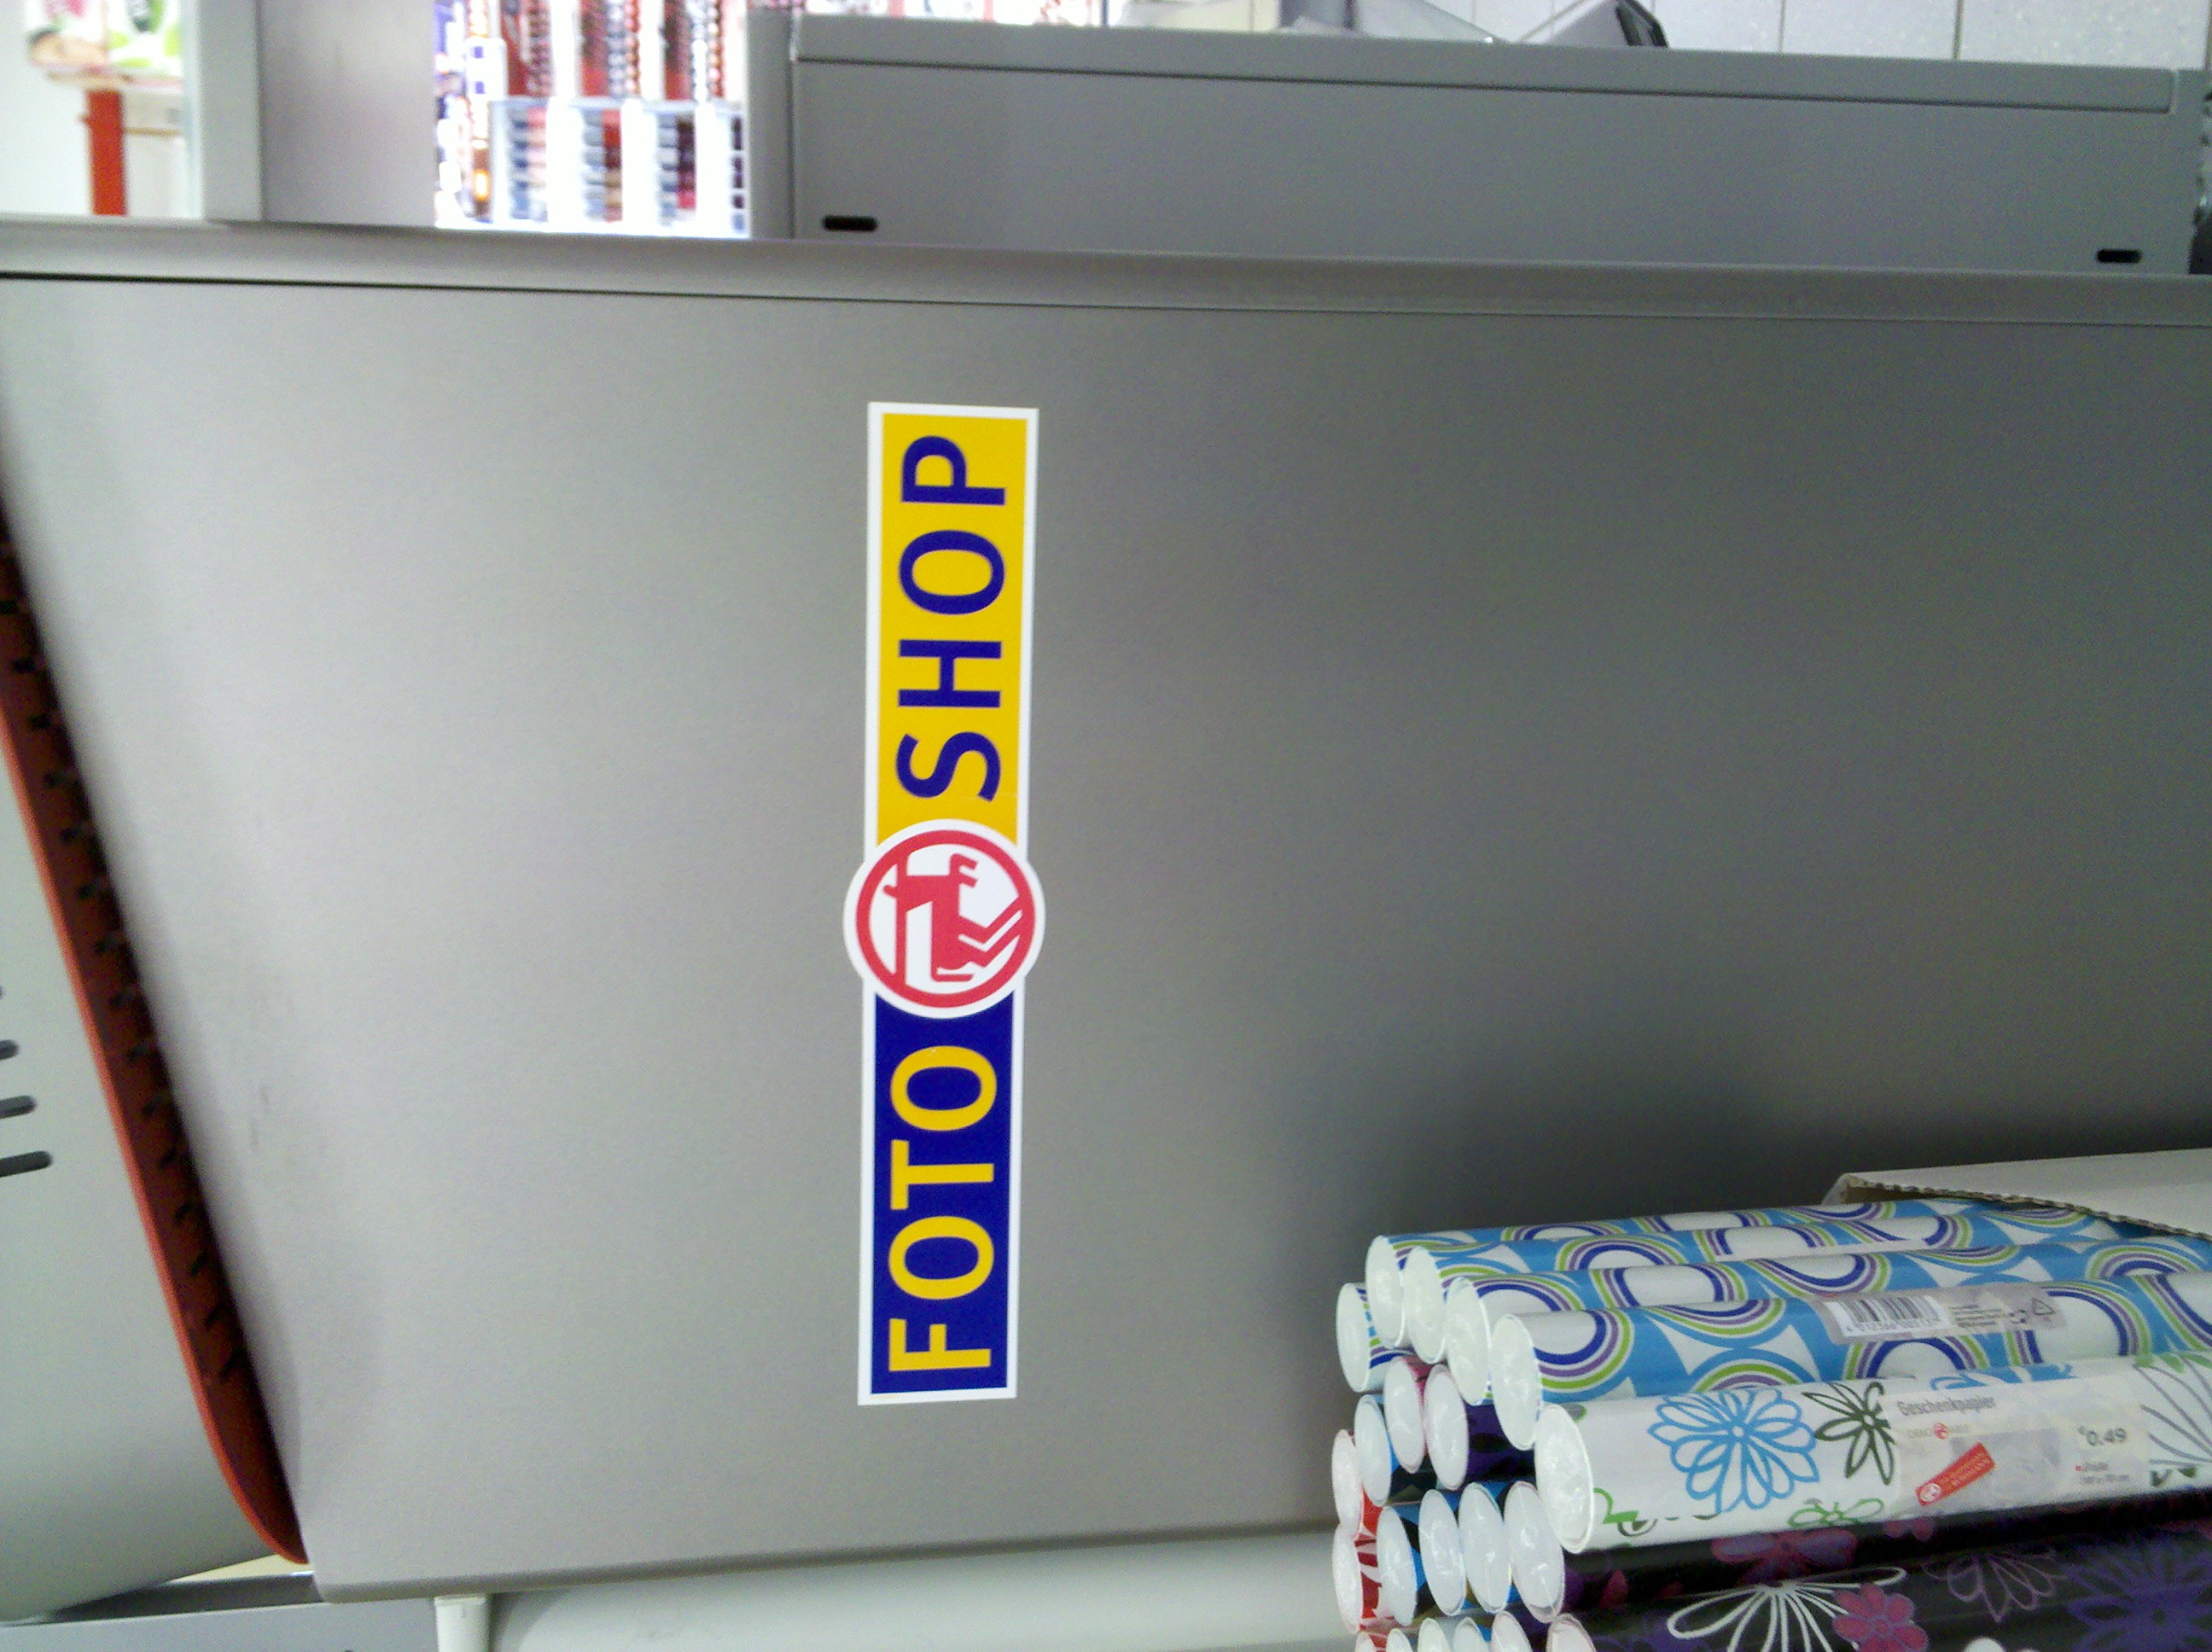 FOTO SHOP
Geschenkpapier
€0.49